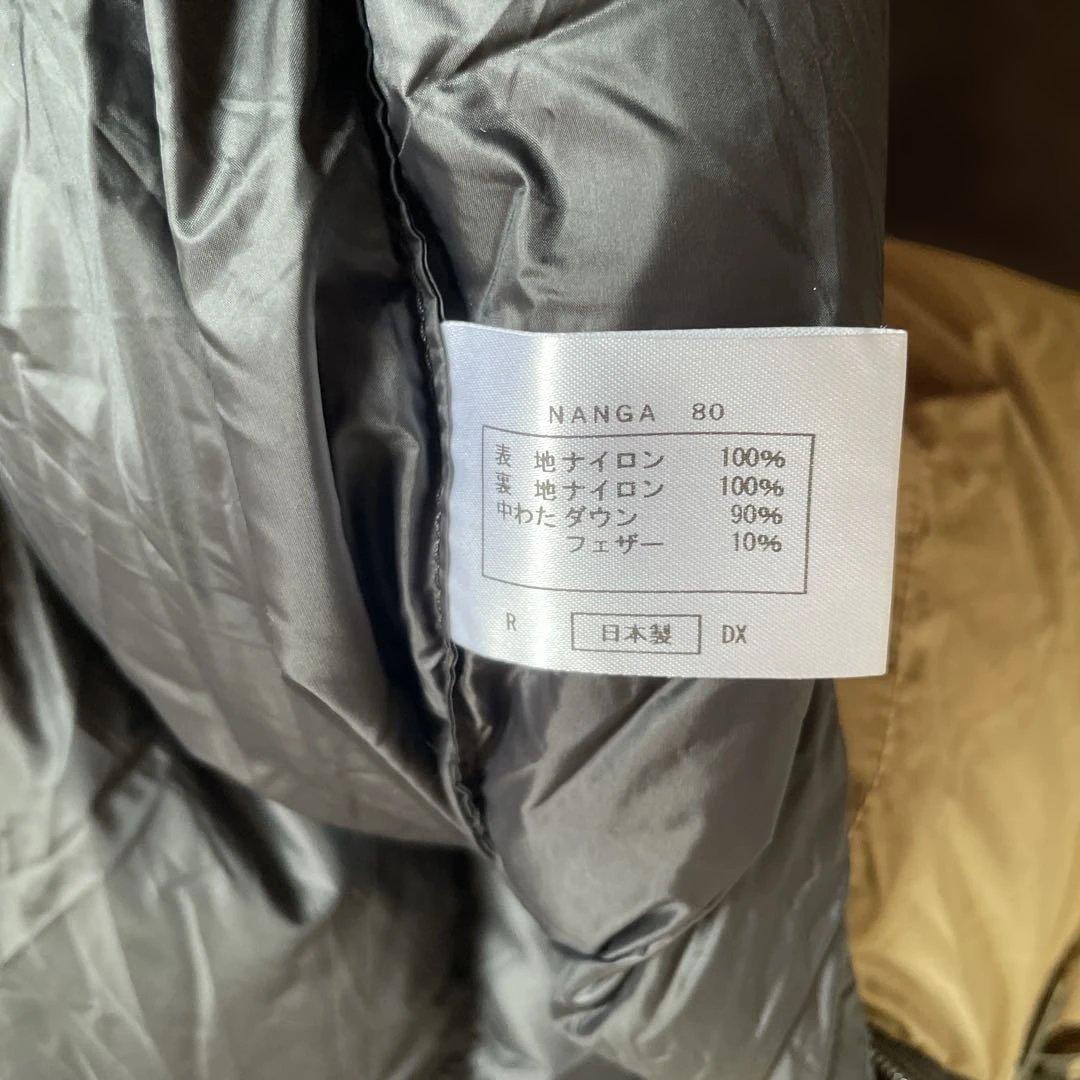 NANGA 80
表 地 ナイロン 100%
裏 地 ナイロン 100%
中わた ダウン 90%
フェザー 10%
R 日本製 DX